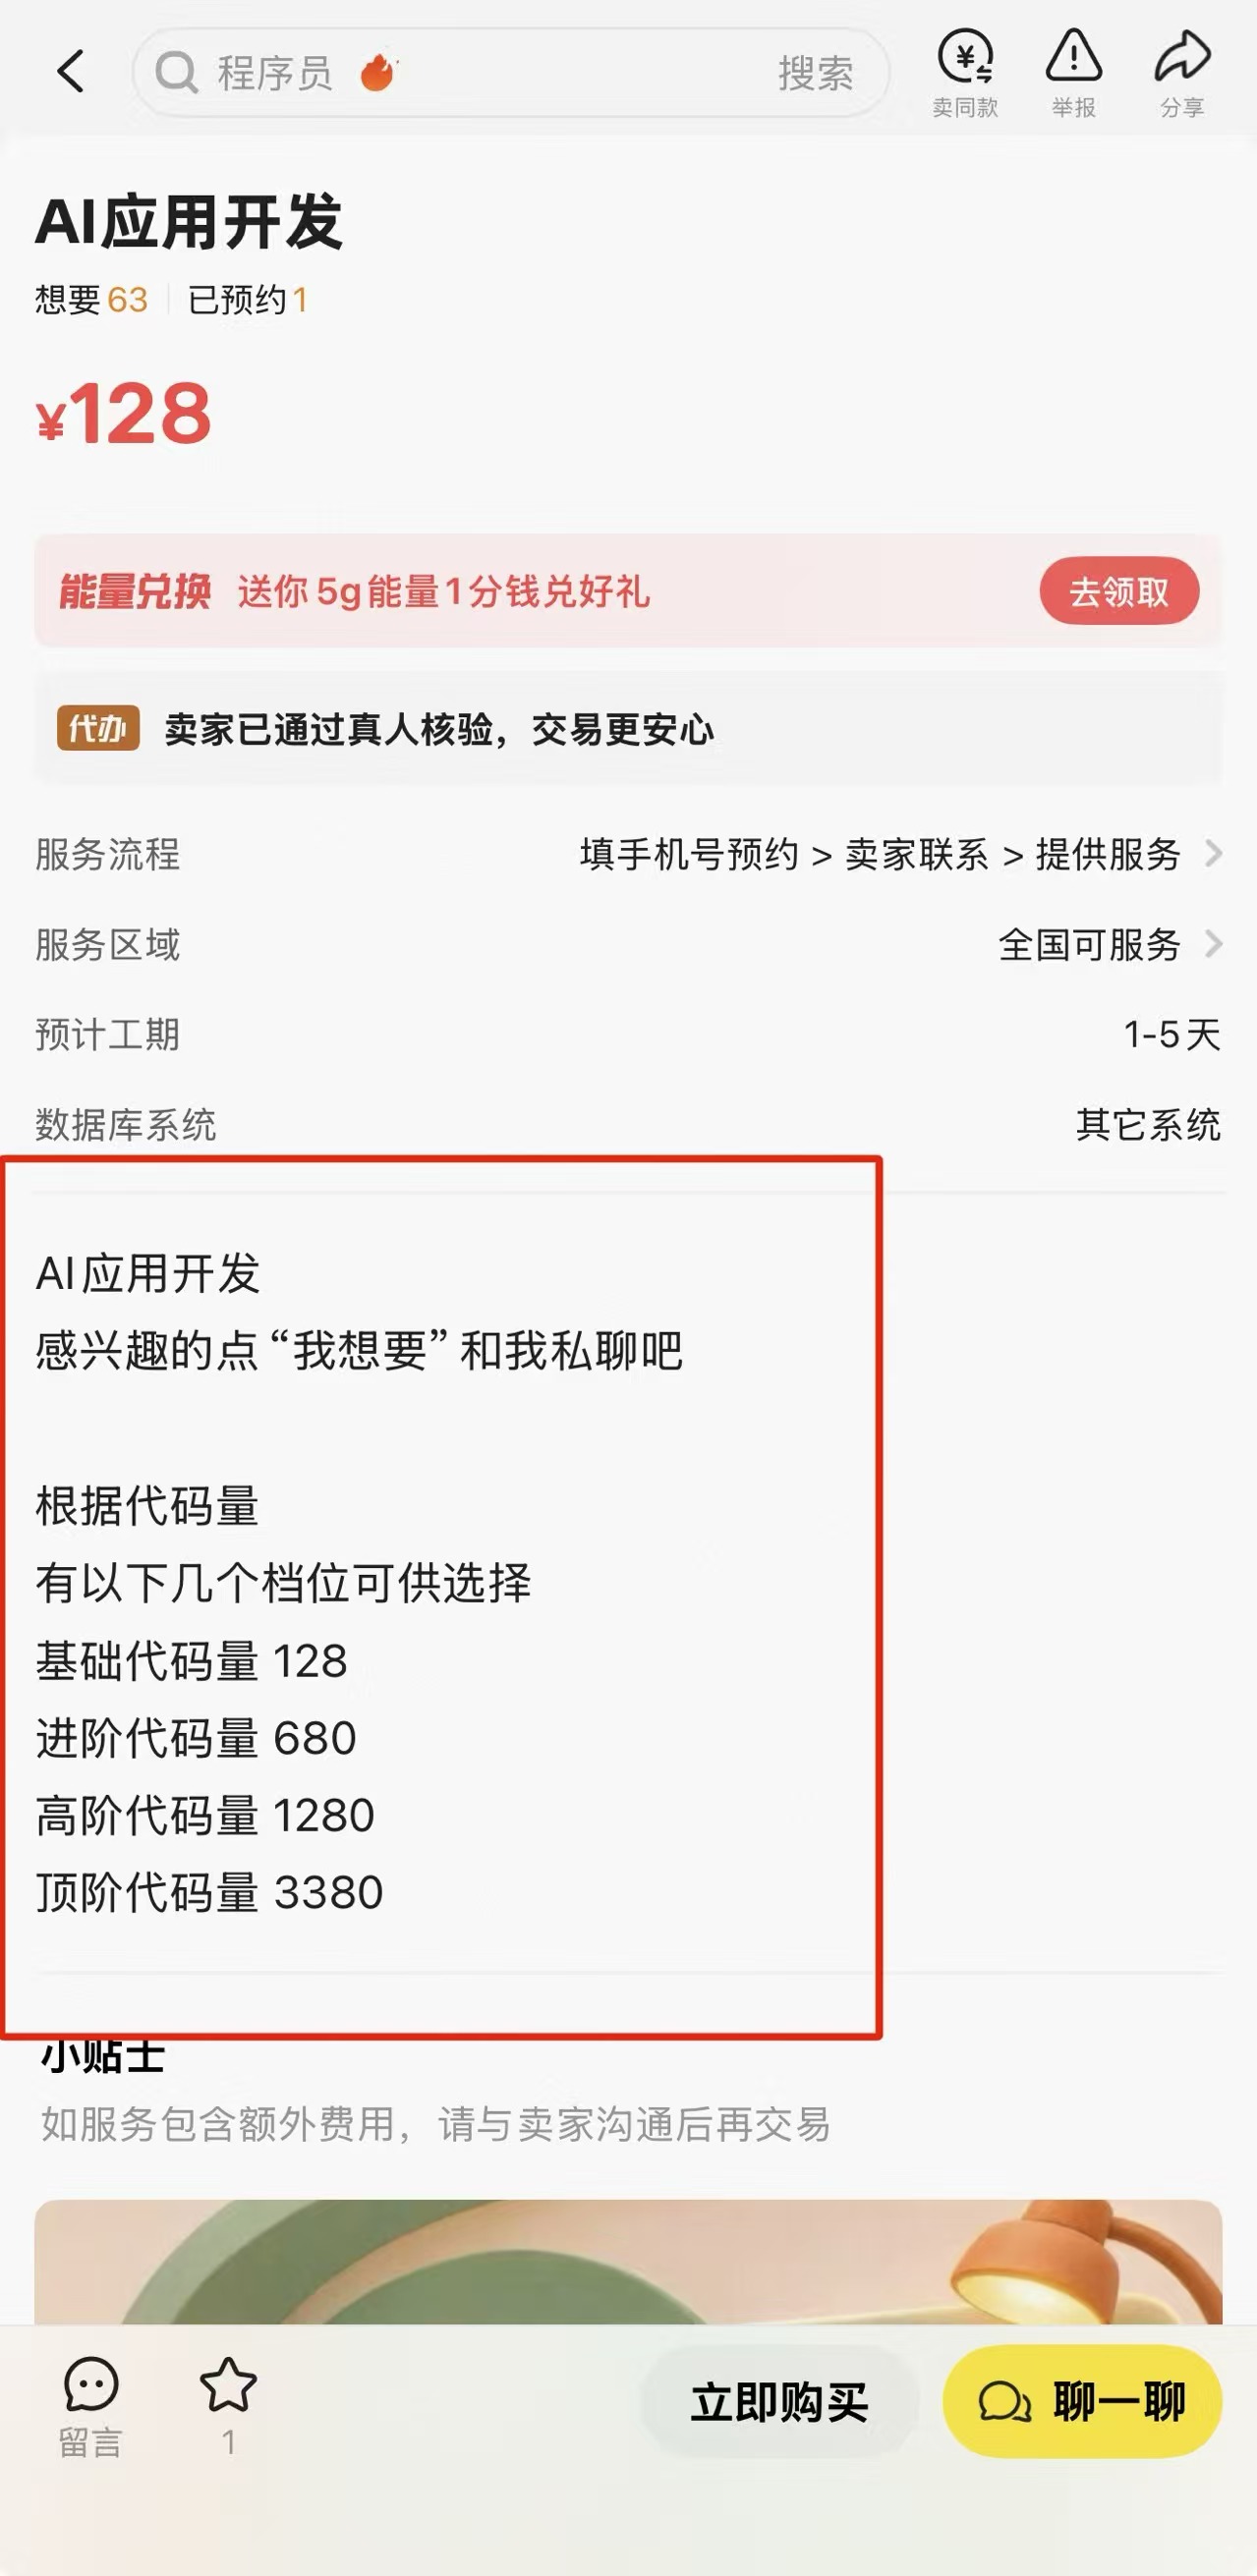 程序员 搜索
卖同款 举报 分享
AI应用开发
想要63 已预约1
¥128
能量兑换 送你5g能量1分钱兑好礼 去领取
代办 卖家已通过真人核验，交易更安心
服务流程 填手机号预约 > 卖家联系 > 提供服务
服务区域 全国可服务
预计工期 1-5天
数据库系统 其它系统
AI应用开发
感兴趣的点“我想要”和我私聊吧
根据代码量
有以下几个档位可供选择
基础代码量 128
进阶代码量 680
高阶代码量 1280
顶阶代码量 3380
小贴士
如服务包含额外费用，请与卖家沟通后再交易
留言 1 立即购买 聊一聊